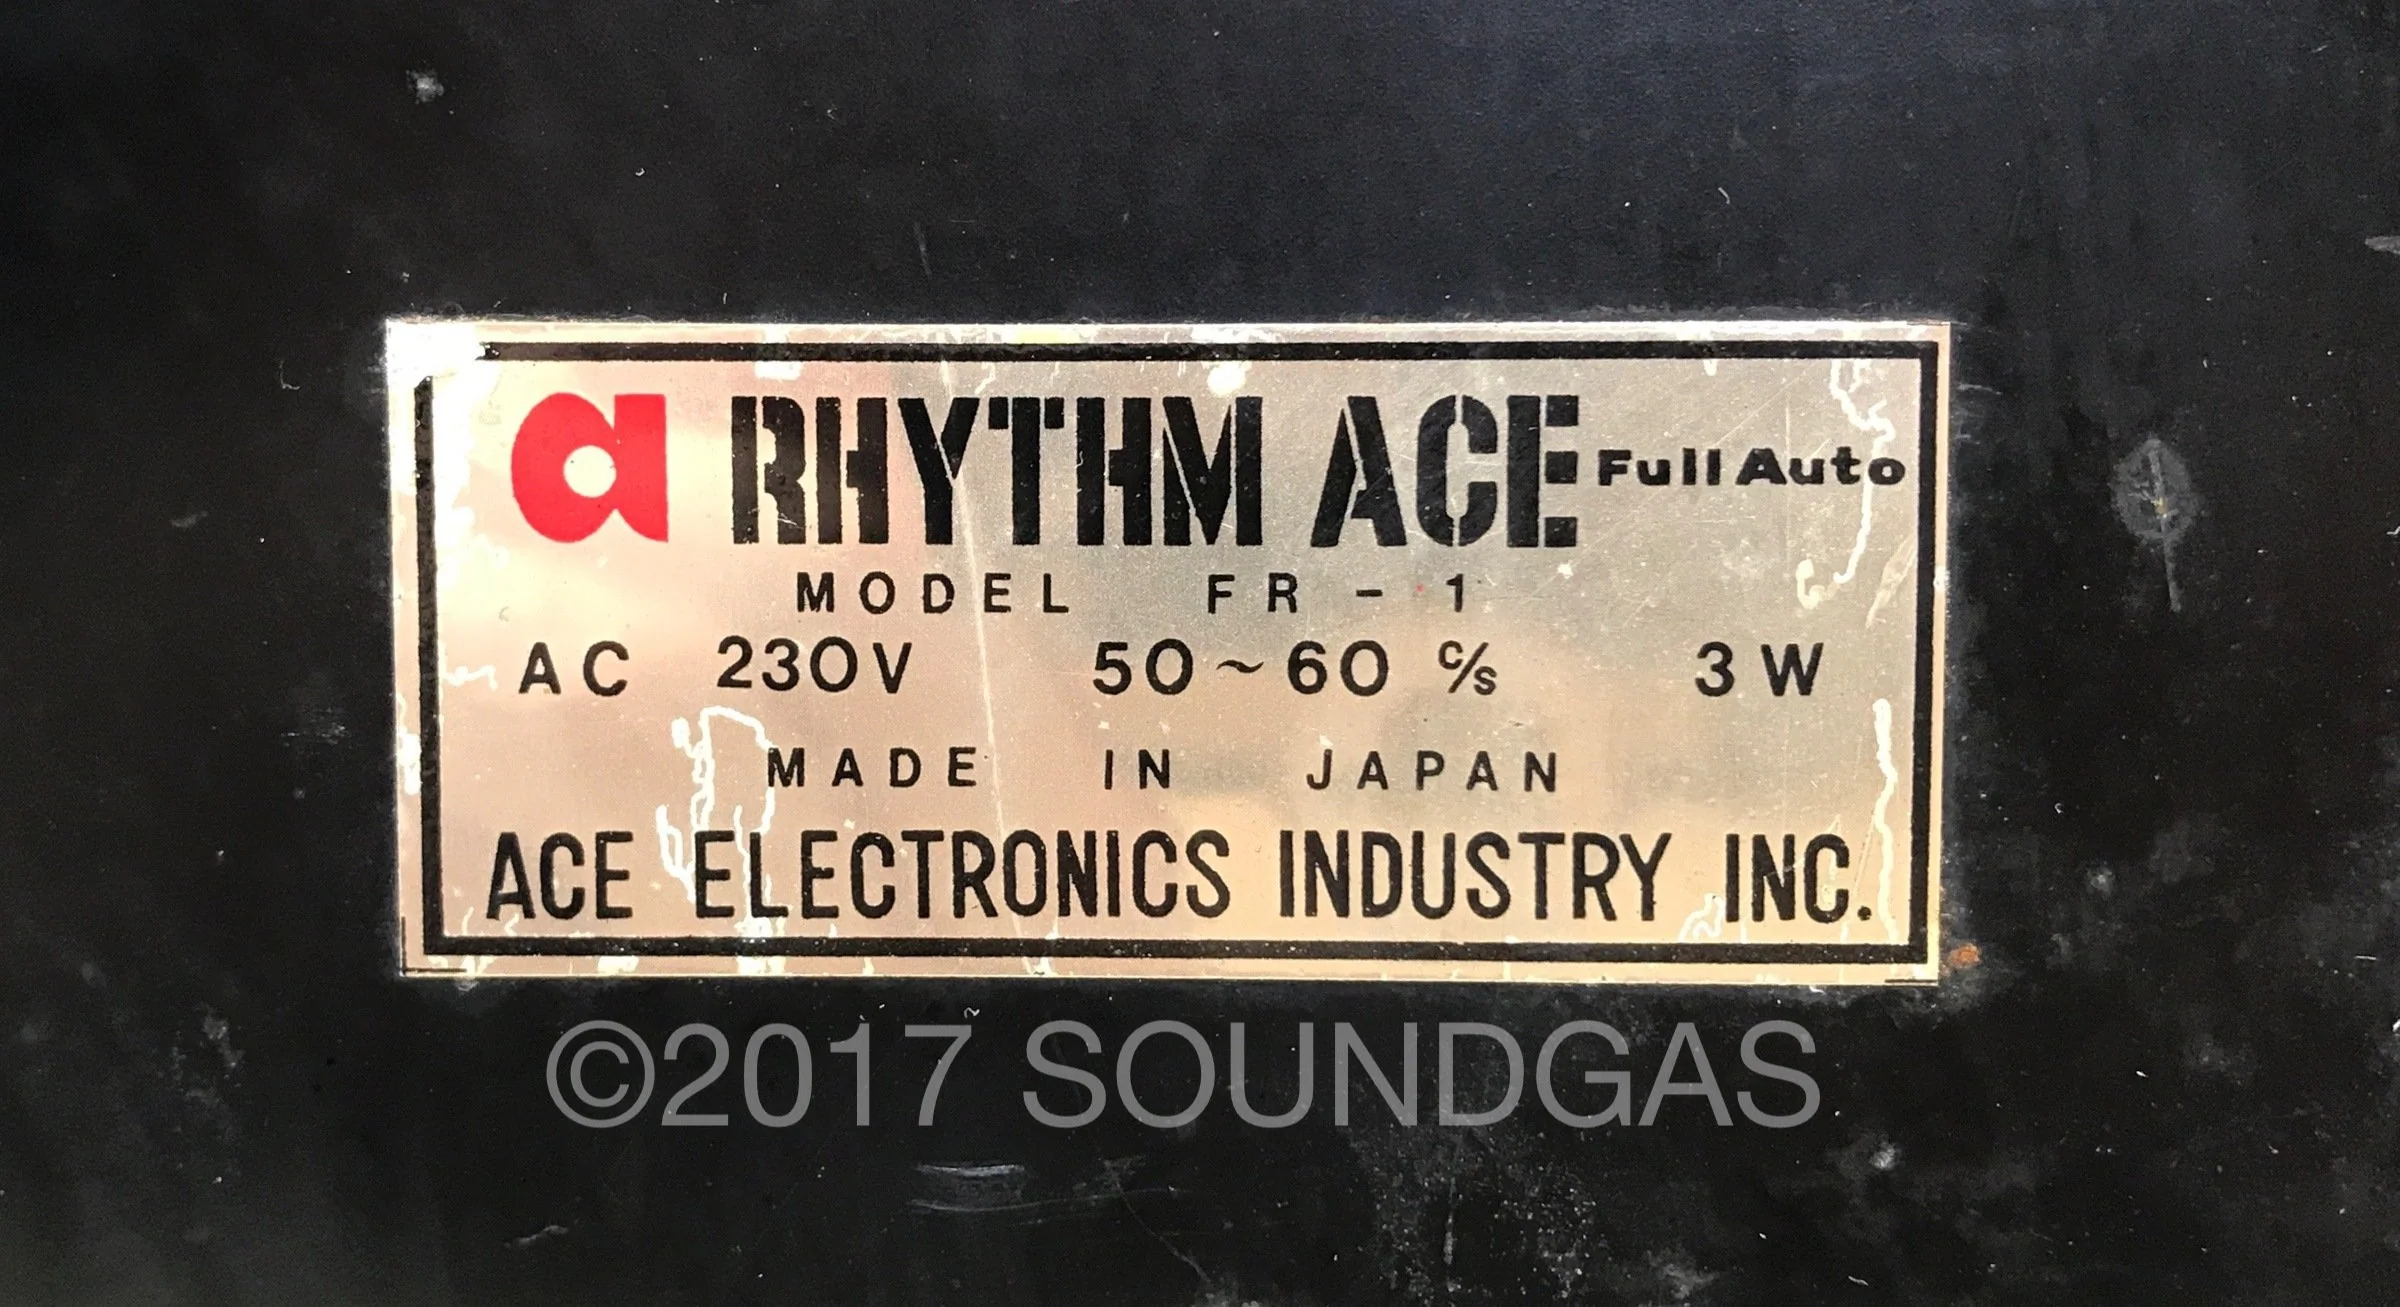 a RHYTHM ACE Full Auto
MODEL FR-1
AC 230V 50~60 c/s 3W
MADE IN JAPAN
ACE ELECTRONICS INDUSTRY INC.
©2017 SOUNDGAS